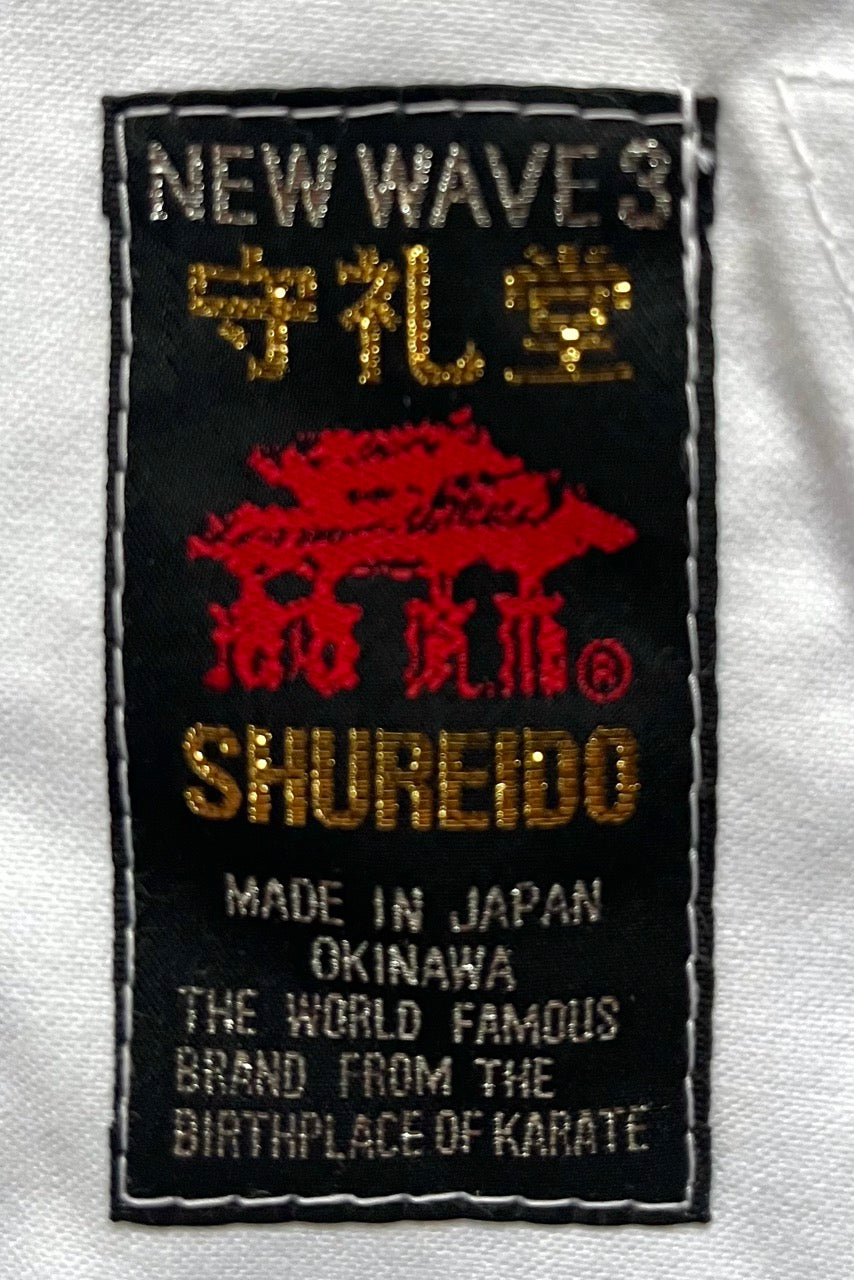 NEW WAVE 3
守礼堂
®
SHUREIDO
MADE IN JAPAN
OKINAWA
THE WORLD FAMOUS
BRAND FROM THE
BIRTHPLACE OF KARATE